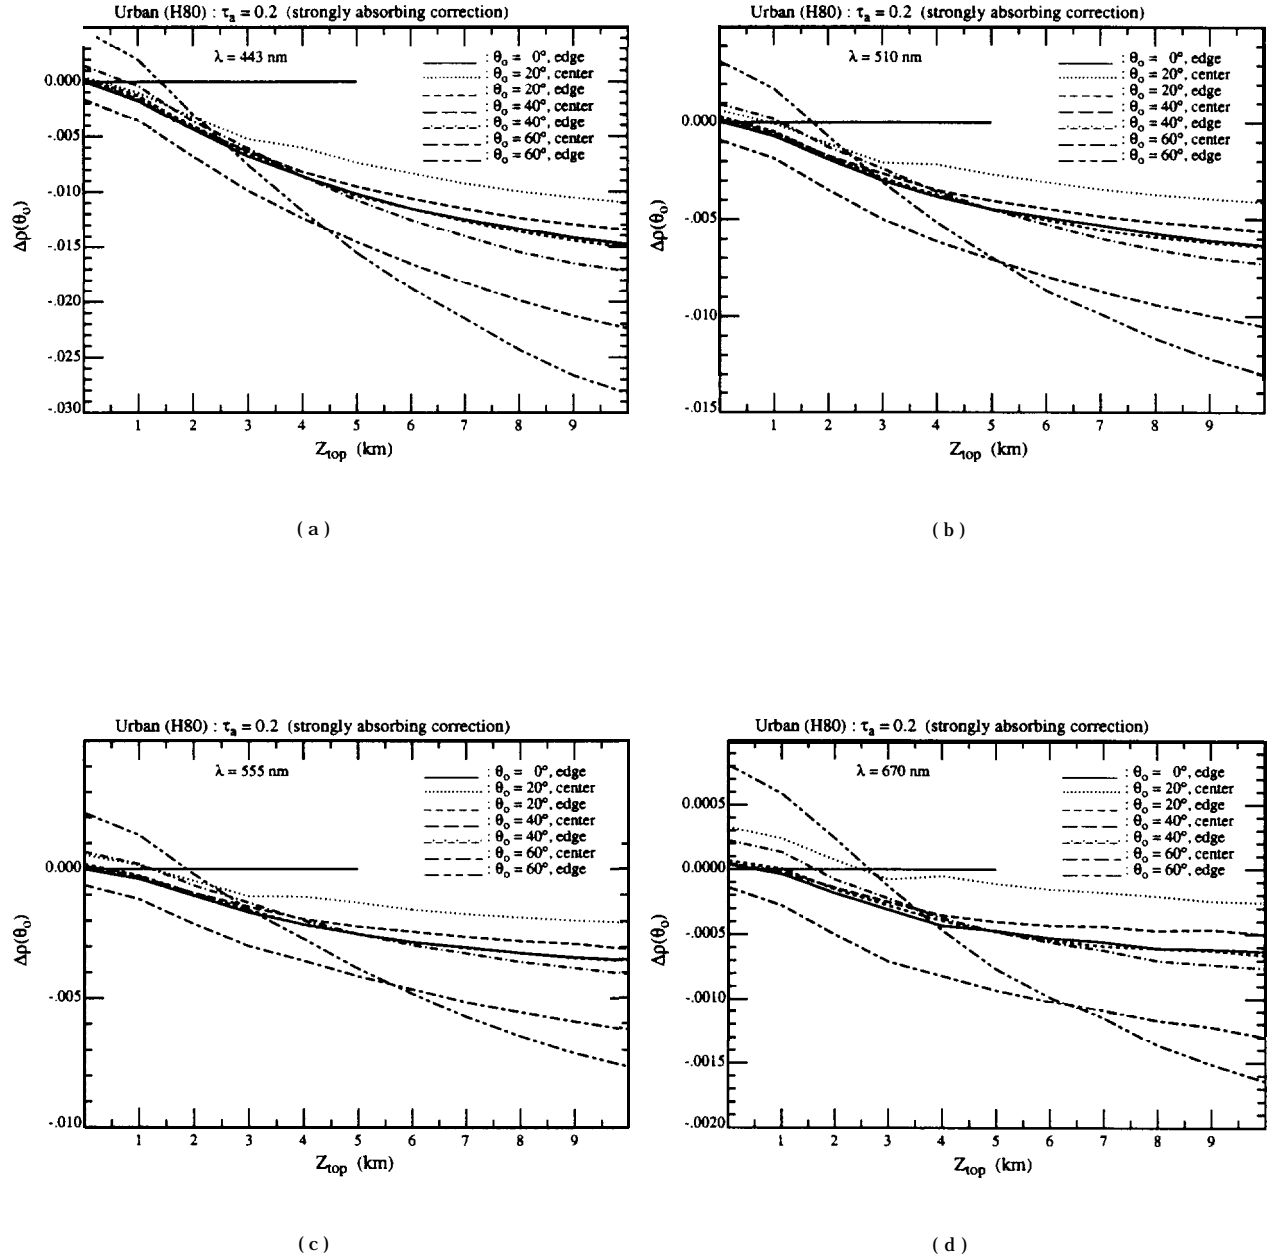 Urban (H80) : τa = 0.2 (strongly absorbing correction)
λ = 443 nm
: θo = 0°, edge
: θo = 20°, center
: θo = 20°, edge
: θo = 40°, center
: θo = 40°, edge
: θo = 60°, center
: θo = 60°, edge
0.000
-.005
-.010
-.015
-.020
-.025
-.030
Δρ(θo)
1 2 3 4 5 6 7 8 9
Ztop (km)
(a)
Urban (H80) : τa = 0.2 (strongly absorbing correction)
λ = 510 nm
: θo = 0°, edge
: θo = 20°, center
: θo = 20°, edge
: θo = 40°, center
: θo = 40°, edge
: θo = 60°, center
: θo = 60°, edge
0.000
-.005
-.010
-.015
Δρ(θo)
1 2 3 4 5 6 7 8 9
Ztop (km)
(b)
Urban (H80) : τa = 0.2 (strongly absorbing correction)
λ = 555 nm
: θo = 0°, edge
: θo = 20°, center
: θo = 20°, edge
: θo = 40°, center
: θo = 40°, edge
: θo = 60°, center
: θo = 60°, edge
0.000
-.005
-.010
Δρ(θo)
1 2 3 4 5 6 7 8 9
Ztop (km)
(c)
Urban (H80) : τa = 0.2 (strongly absorbing correction)
λ = 670 nm
: θo = 0°, edge
: θo = 20°, center
: θo = 20°, edge
: θo = 40°, center
: θo = 40°, edge
: θo = 60°, center
: θo = 60°, edge
0.0005
0.0000
-.0005
-.0010
-.0015
-.0020
Δρ(θo)
1 2 3 4 5 6 7 8 9
Ztop (km)
(d)